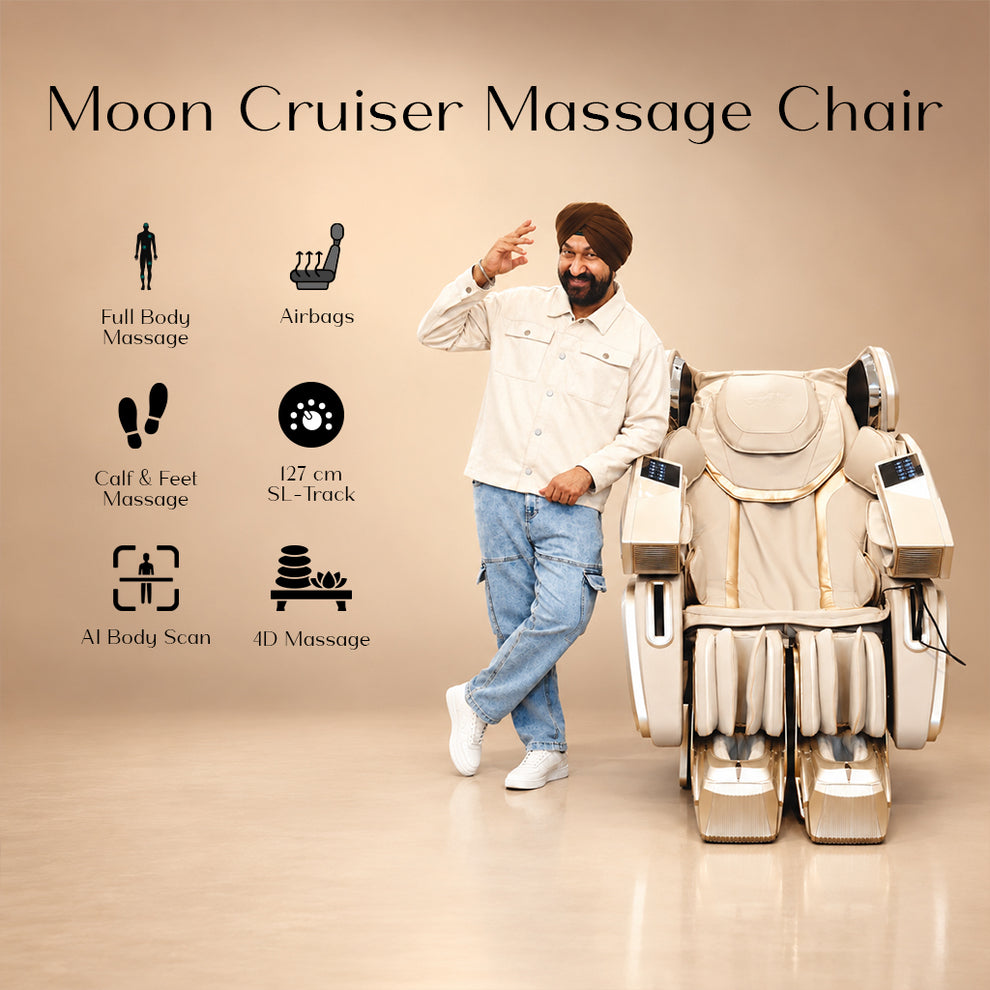 Moon Cruiser Massage Chair
Full Body
Massage
Airbags
Calf & Feet
Massage
127 cm
SL-Track
AI Body Scan
4D Massage